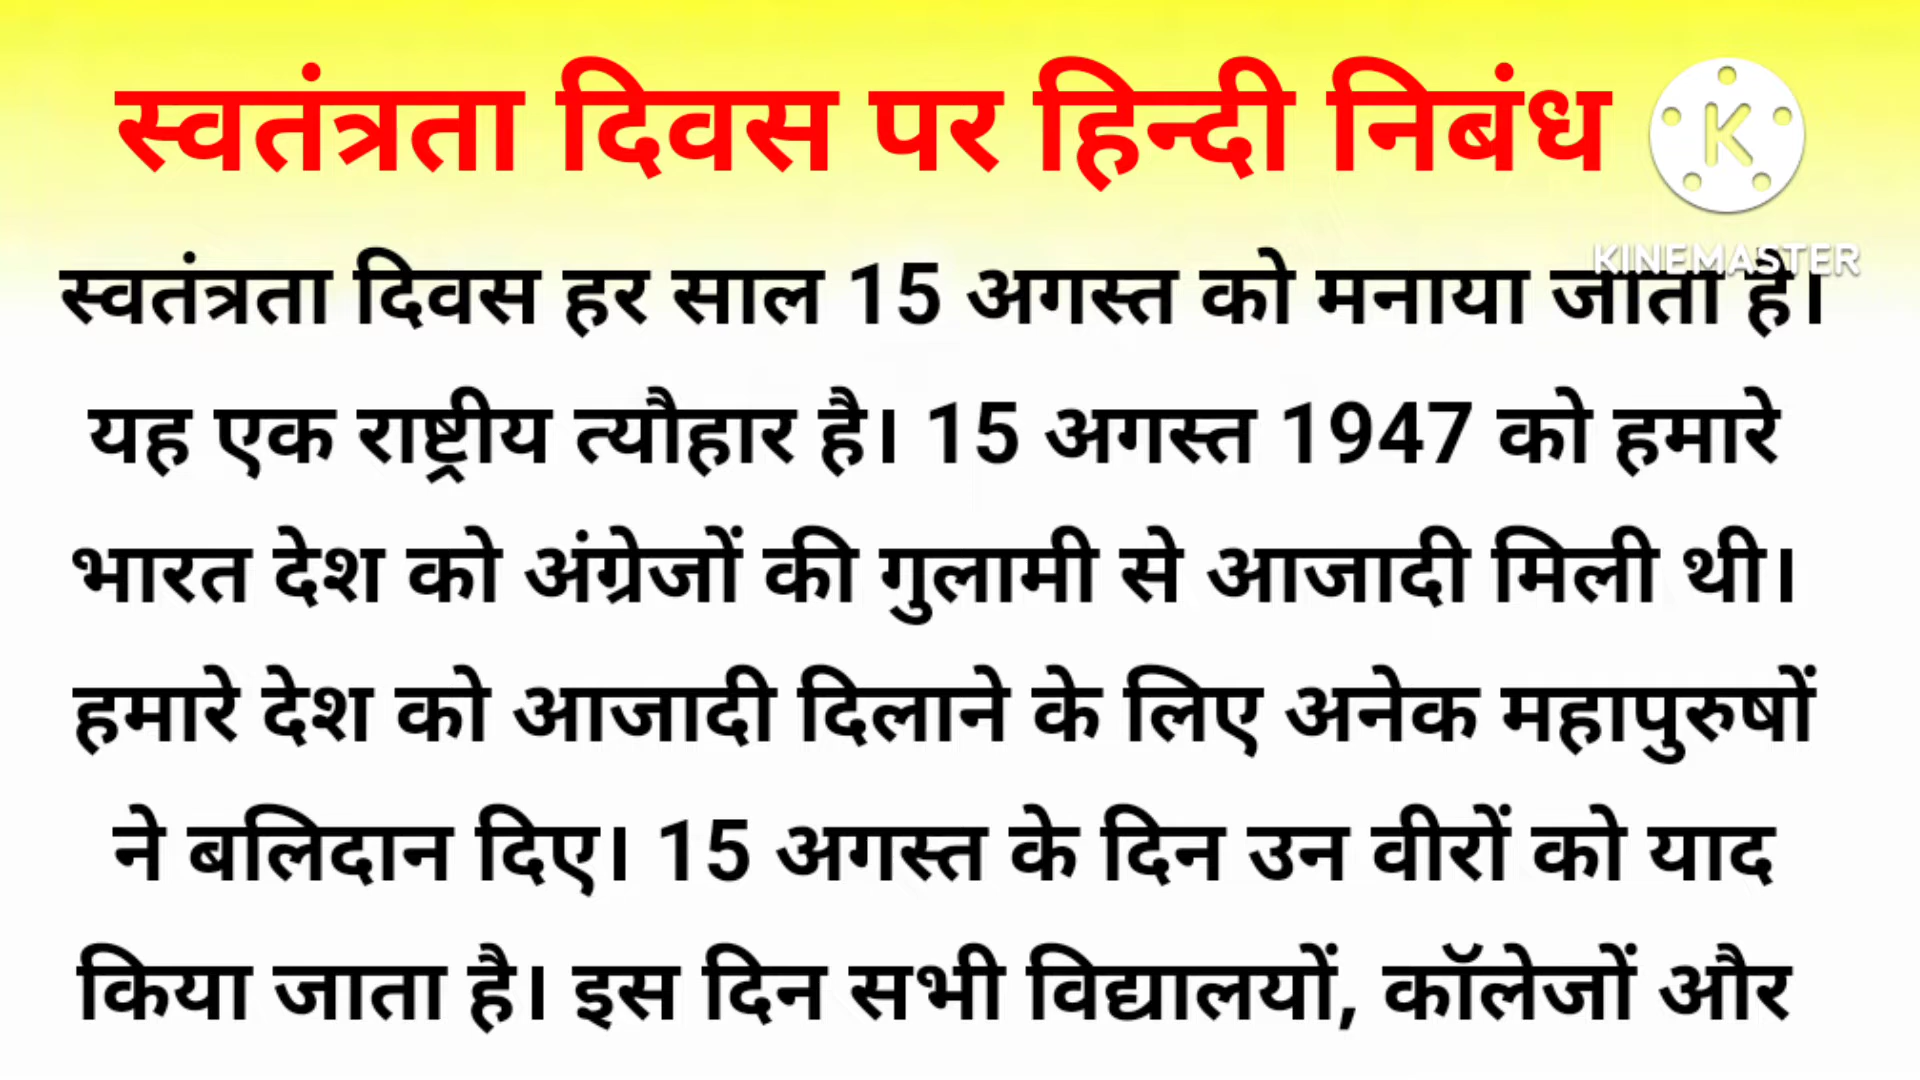 स्वतंत्रता दिवस पर हिन्दी निबंध
K
KINEMASTER
स्वतंत्रता दिवस हर साल 15 अगस्त को मनाया जाता है।
यह एक राष्ट्रीय त्यौहार है। 15 अगस्त 1947 को हमारे
भारत देश को अंग्रेजों की गुलामी से आजादी मिली थी।
हमारे देश को आजादी दिलाने के लिए अनेक महापुरुषों
ने बलिदान दिए। 15 अगस्त के दिन उन वीरों को याद
किया जाता है। इस दिन सभी विद्यालयों, कॉलेजों और